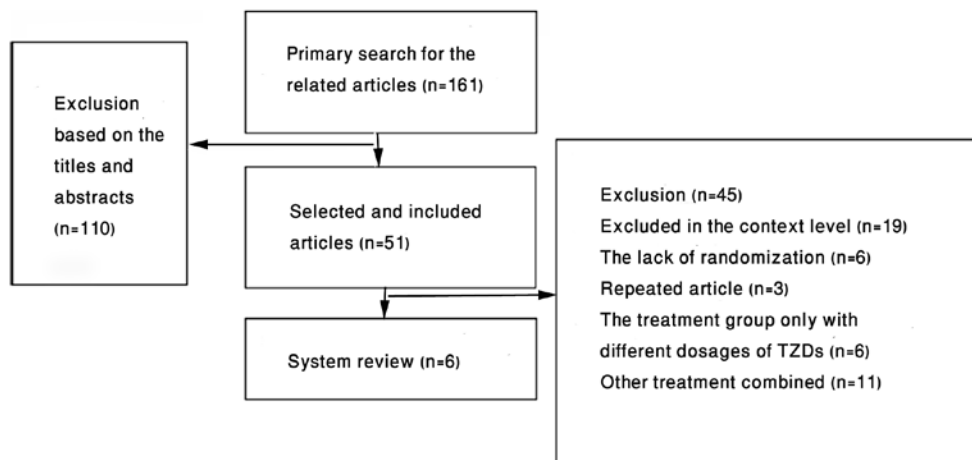 Primary search for the
related articles (n=161)
Exclusion
based on the
titles and
abstracts
(n=110)
Selected and included
articles (n=51)
Exclusion (n=45)
Excluded in the context level (n=19)
The lack of randomization (n=6)
Repeated article (n=3)
The treatment group only with
different dosages of TZDs (n=6)
Other treatment combined (n=11)
System review (n=6)